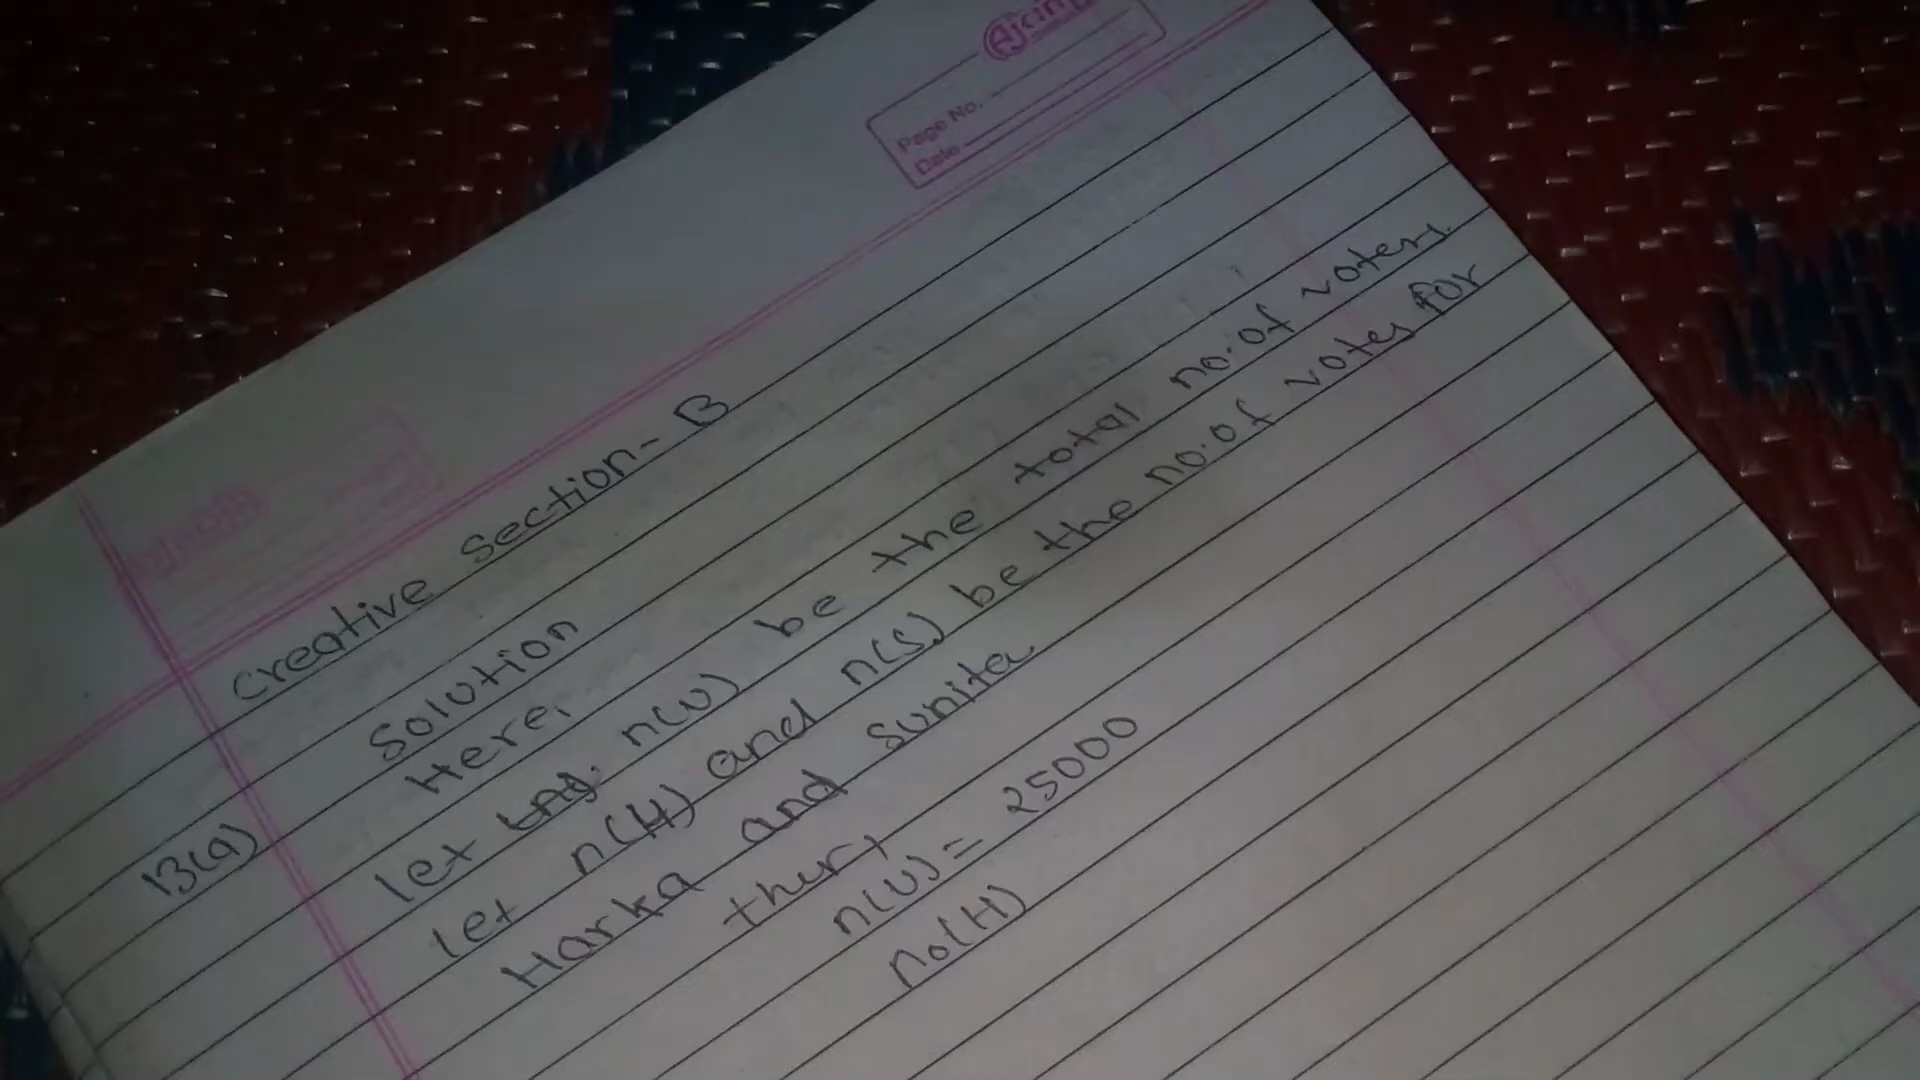 Page No.
Date
Creative Section-B
13(a) Solution
Here,
let n(U) be the total no. of voters.
let n(H) and n(S) be the no. of votes for
Harka and Sunita
then,
n(U) = 25000
no(H)